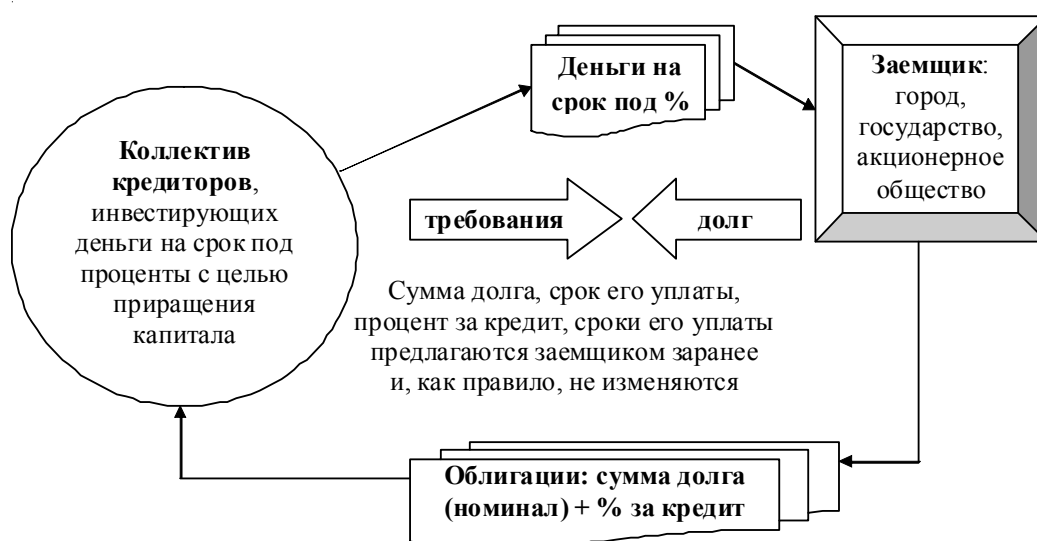 Деньги на
срок под %
Заемщик:
город,
государство,
акционерное
общество
Коллектив
кредиторов,
инвестирующих
деньги на срок под
проценты с целью
приращения
капитала
требования
долг
Сумма долга, срок его уплаты,
процент за кредит, сроки его уплаты
предлагаются заемщиком заранее
и, как правило, не изменяются
Облигации: сумма долга
(номинал) + % за кредит